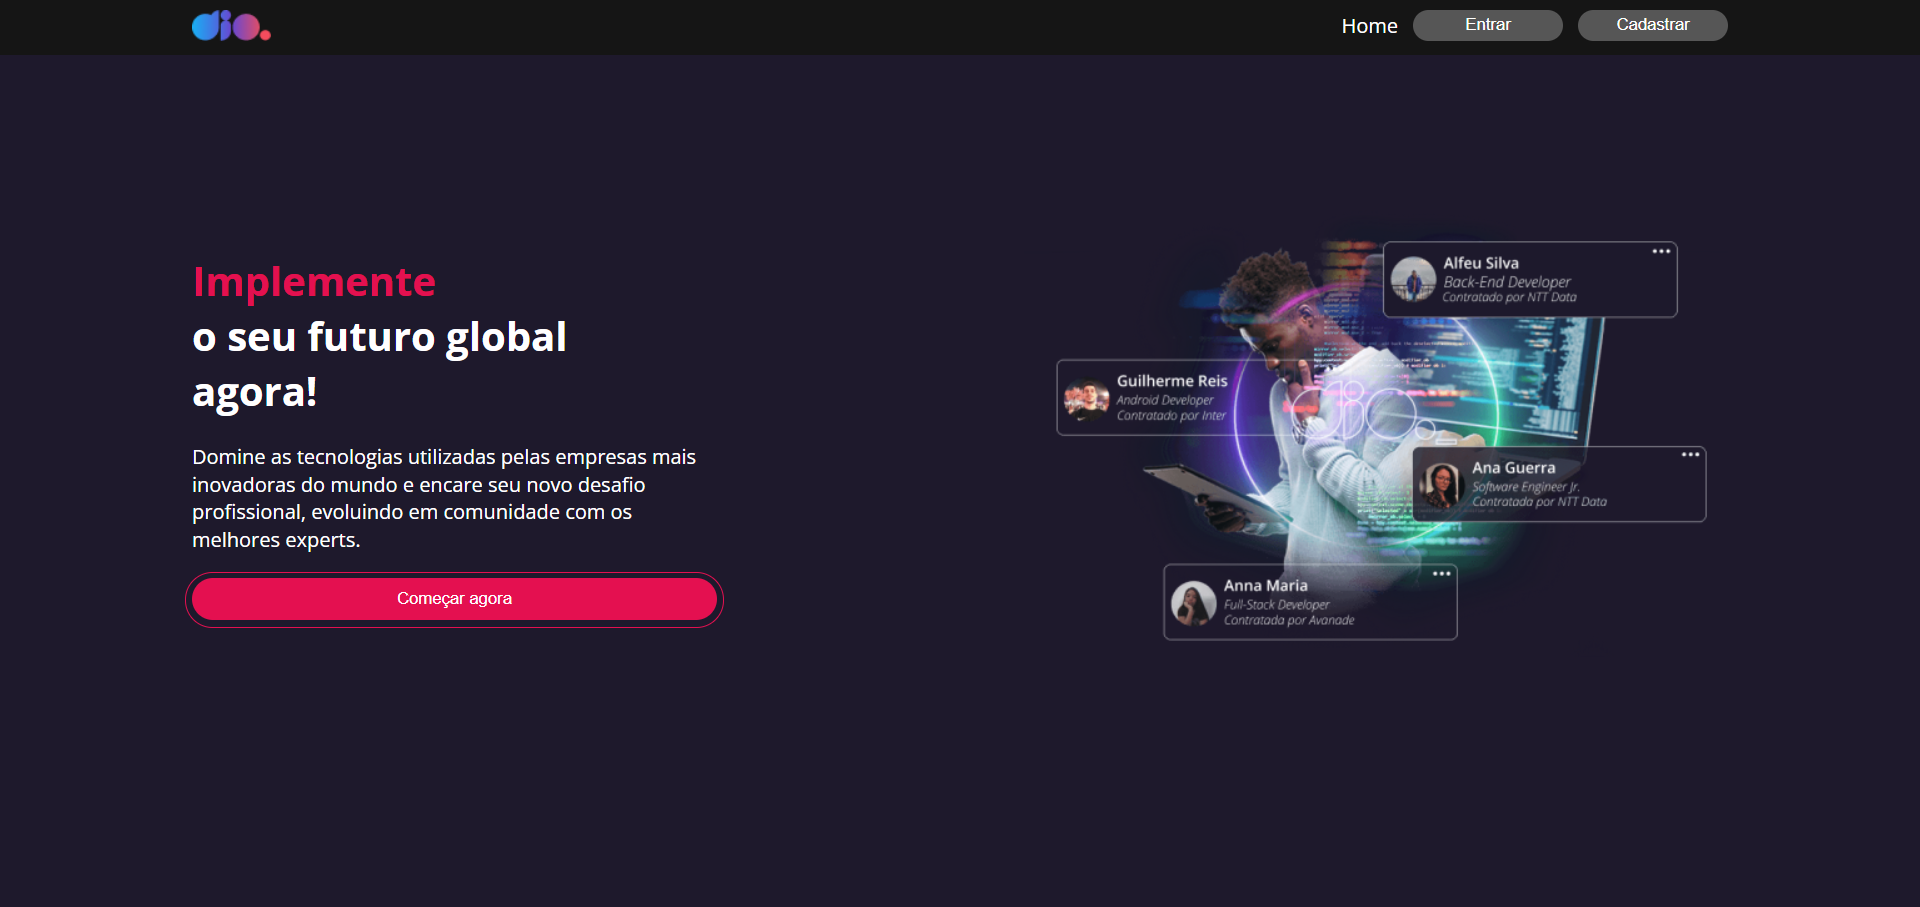 dio.
Home
Entrar
Cadastrar
Implemente
o seu futuro global
agora!
Domine as tecnologias utilizadas pelas empresas mais
inovadoras do mundo e encare seu novo desafio
profissional, evoluindo em comunidade com os
melhores experts.
Começar agora
Alfeu Silva
Back-End Developer
Contratado por NTT Data
Guilherme Reis
Android Developer
Contratado por Inter
dio._
Ana Guerra
Software Engineer Jr.
Contratada por NTT Data
Anna Maria
Full-Stack Developer
Contratada por Avanade